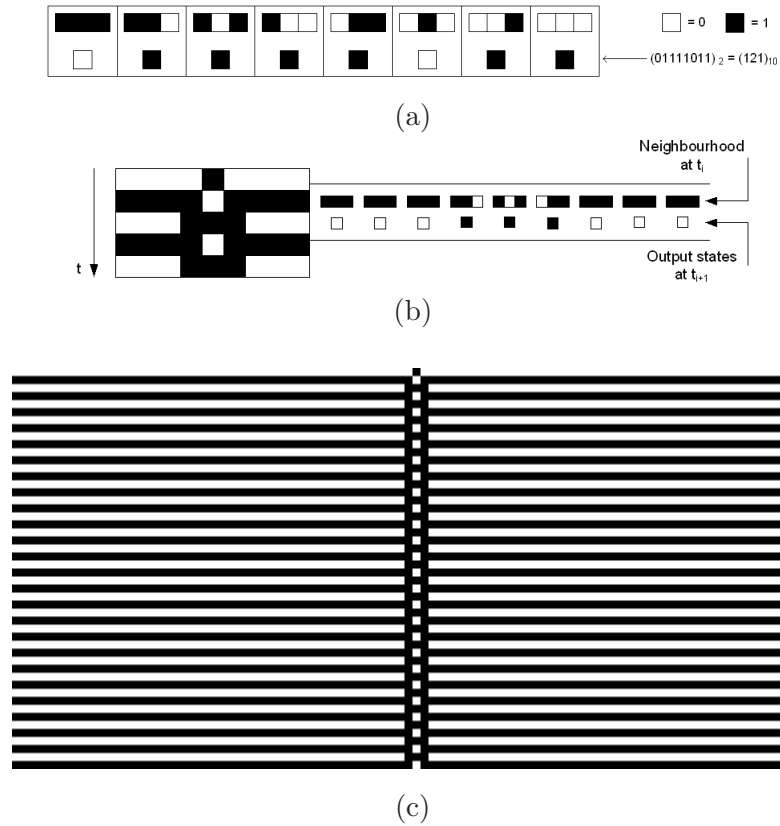 = 0 = 1
(01111011)2 = (121)10
(a)
Neighbourhood
at ti
t
Output states
at ti+1
(b)
(c)